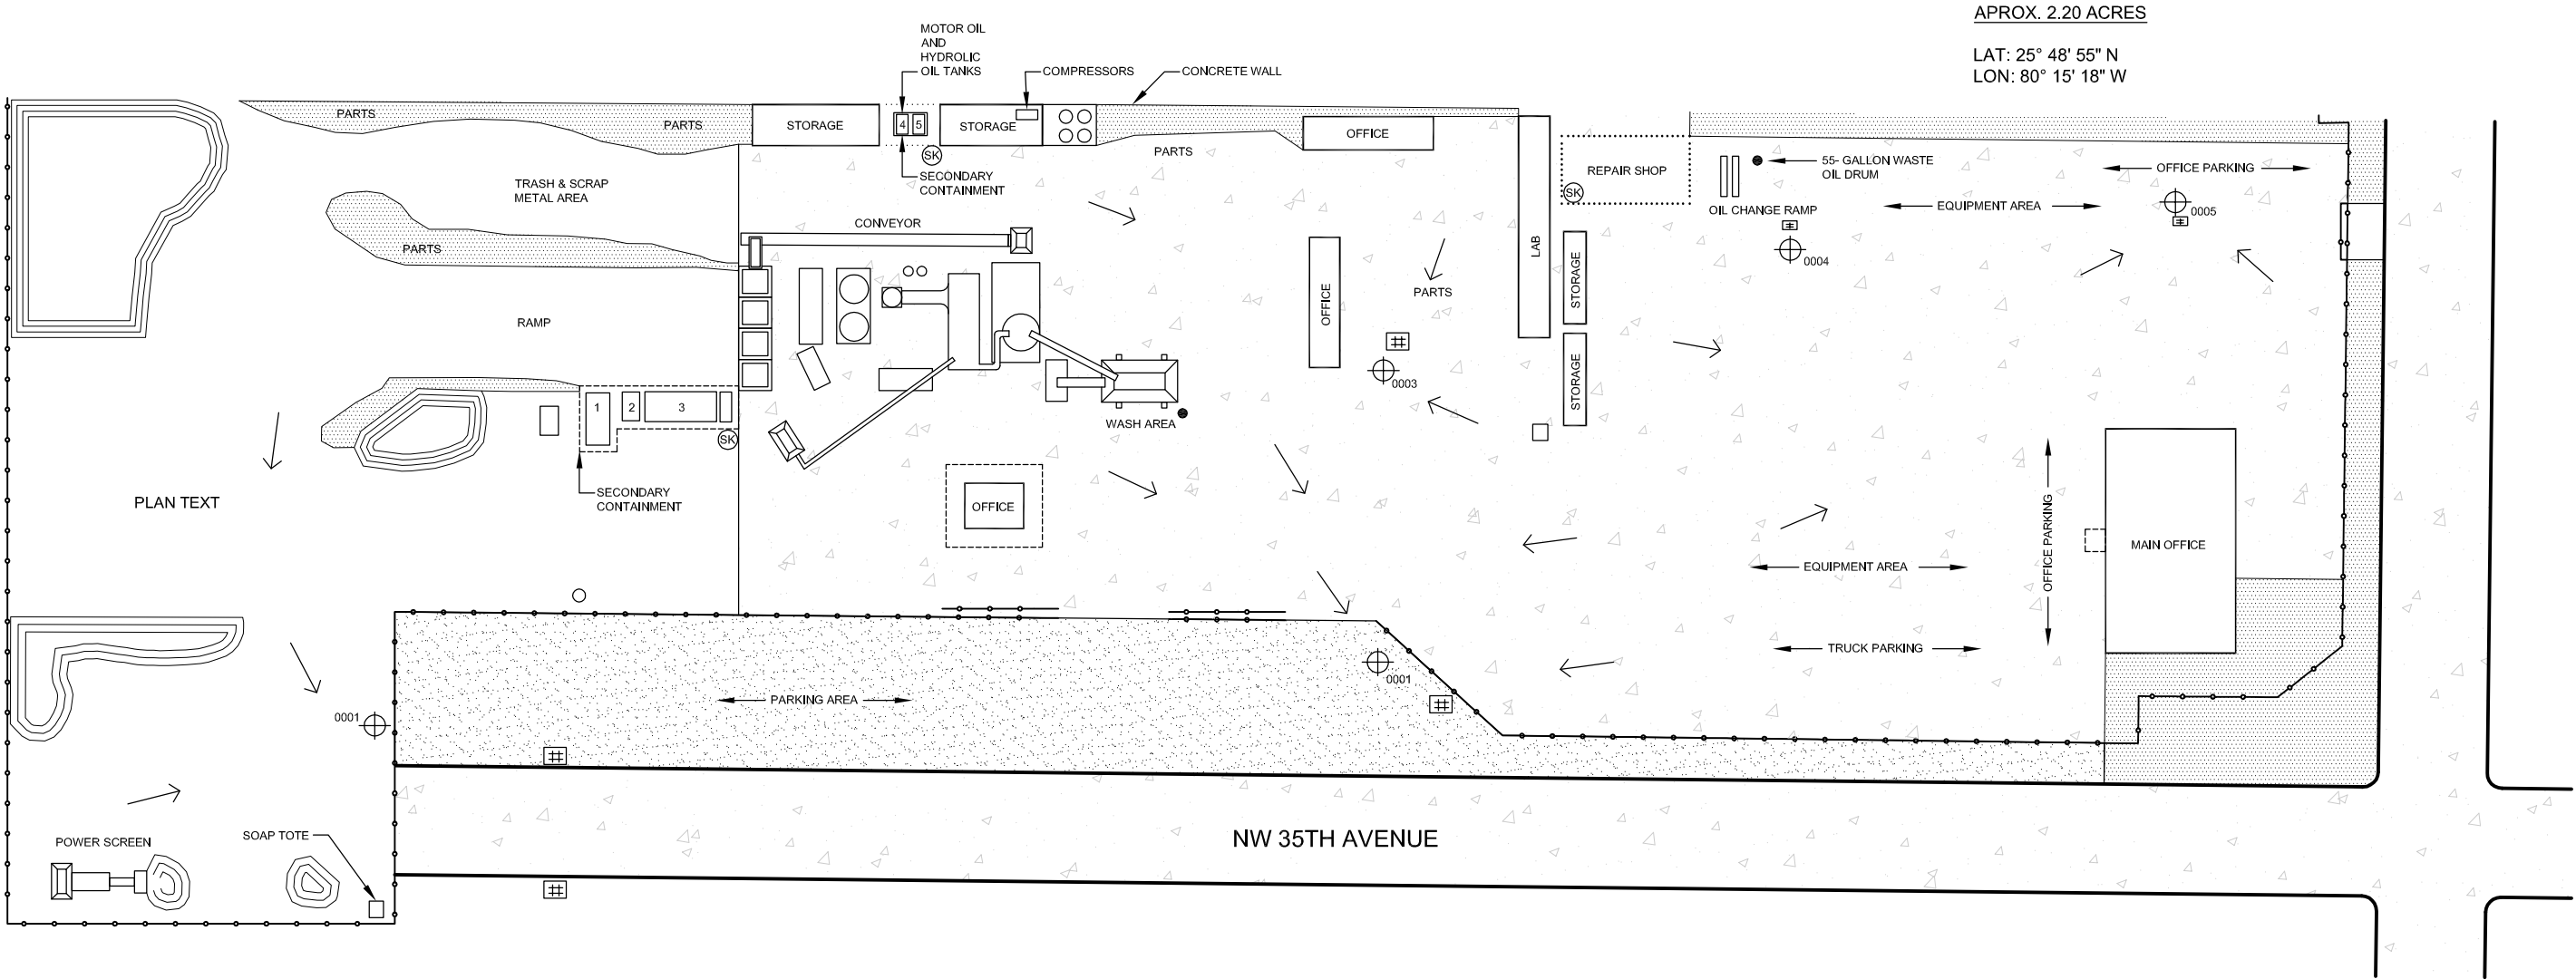 APROX. 2.20 ACRES
LAT: 25° 48' 55" N
LON: 80° 15' 18" W
MOTOR OIL
AND
HYDROLIC
OIL TANKS
COMPRESSORS
CONCRETE WALL
PARTS
PARTS
STORAGE
4
5
STORAGE
OFFICE
SK
PARTS
SECONDARY
CONTAINMENT
TRASH & SCRAP
METAL AREA
REPAIR SHOP
SK
55- GALLON WASTE
OIL DRUM
OFFICE PARKING
OIL CHANGE RAMP
EQUIPMENT AREA
0005
CONVEYOR
PARTS
LAB
0004
STORAGE
OFFICE
PARTS
RAMP
0003
STORAGE
1
2
3
SK
WASH AREA
SECONDARY
CONTAINMENT
PLAN TEXT
OFFICE
OFFICE PARKING
MAIN OFFICE
EQUIPMENT AREA
TRUCK PARKING
0001
PARKING AREA
0001
POWER SCREEN
SOAP TOTE
NW 35TH AVENUE